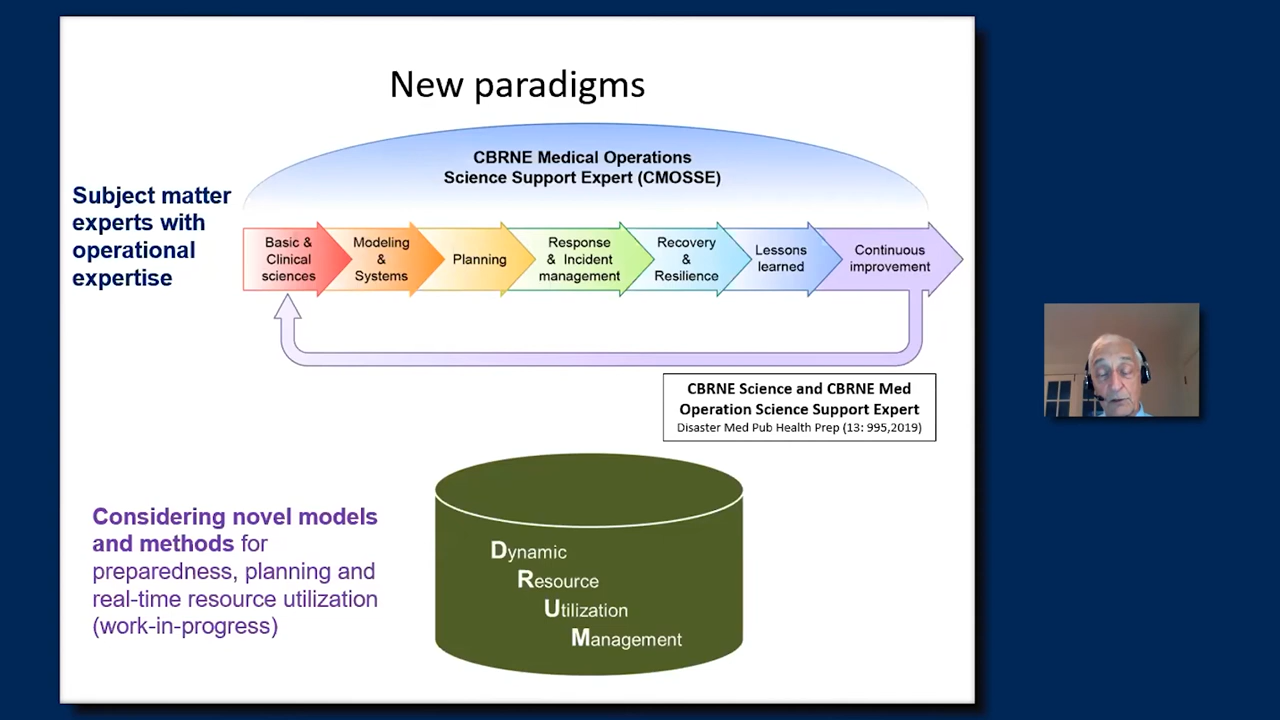 New paradigms
CBRNE Medical Operations
Science Support Expert (CMOSSE)
Subject matter
experts with
operational
expertise
Basic &
Clinical
sciences
Modeling
&
Systems
Planning
Response
& Incident
management
Recovery
&
Resilience
Lessons
learned
Continuous
improvement
CBRNE Science and CBRNE Med
Operation Science Support Expert
Disaster Med Pub Health Prep (13: 995,2019)
Considering novel models
and methods for
preparedness, planning and
real-time resource utilization
(work-in-progress)
Dynamic
Resource
Utilization
Management